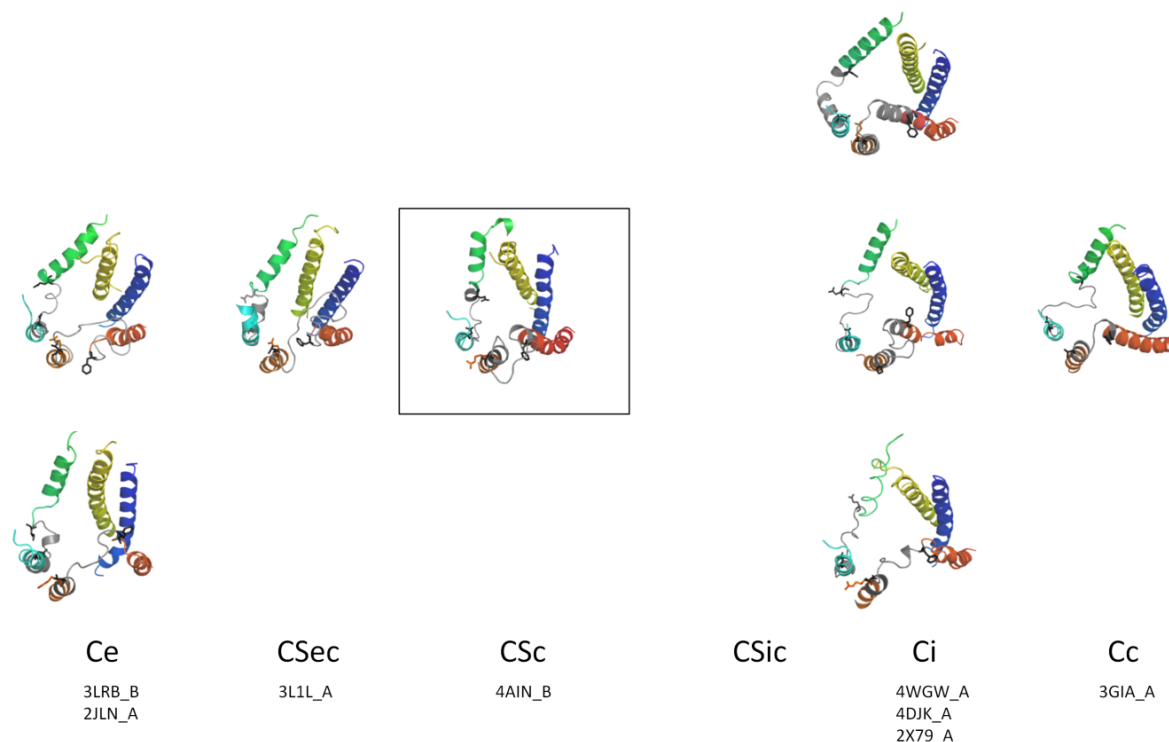 Ce CSec CSc CSic Ci Cc
3LRB_B 3L1L_A 4AIN_B 4WGW_A 3GIA_A
2JLN_A 4DJK_A
2X79_A